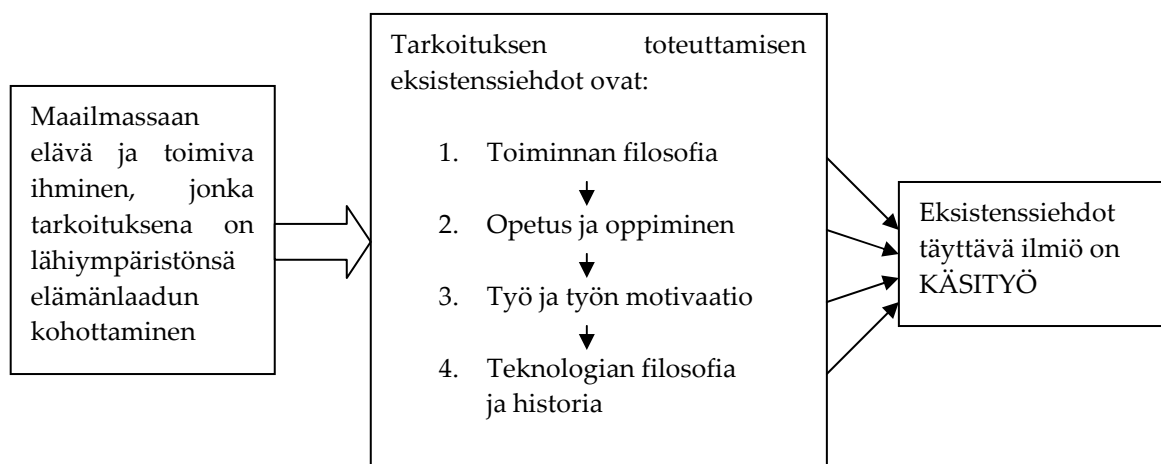 Maailmassaan
elävä ja toimiva
ihminen, jonka
tarkoituksena on
lähiympäristönsä
elämänlaadun
kohottaminen
Tarkoituksen toteuttamisen
eksistenssiehdot ovat:
1. Toiminnan filosofia
2. Opetus ja oppiminen
3. Työ ja työn motivaatio
4. Teknologian filosofia
ja historia
Eksistenssiehdot
täyttävä ilmiö on
KÄSITYÖ